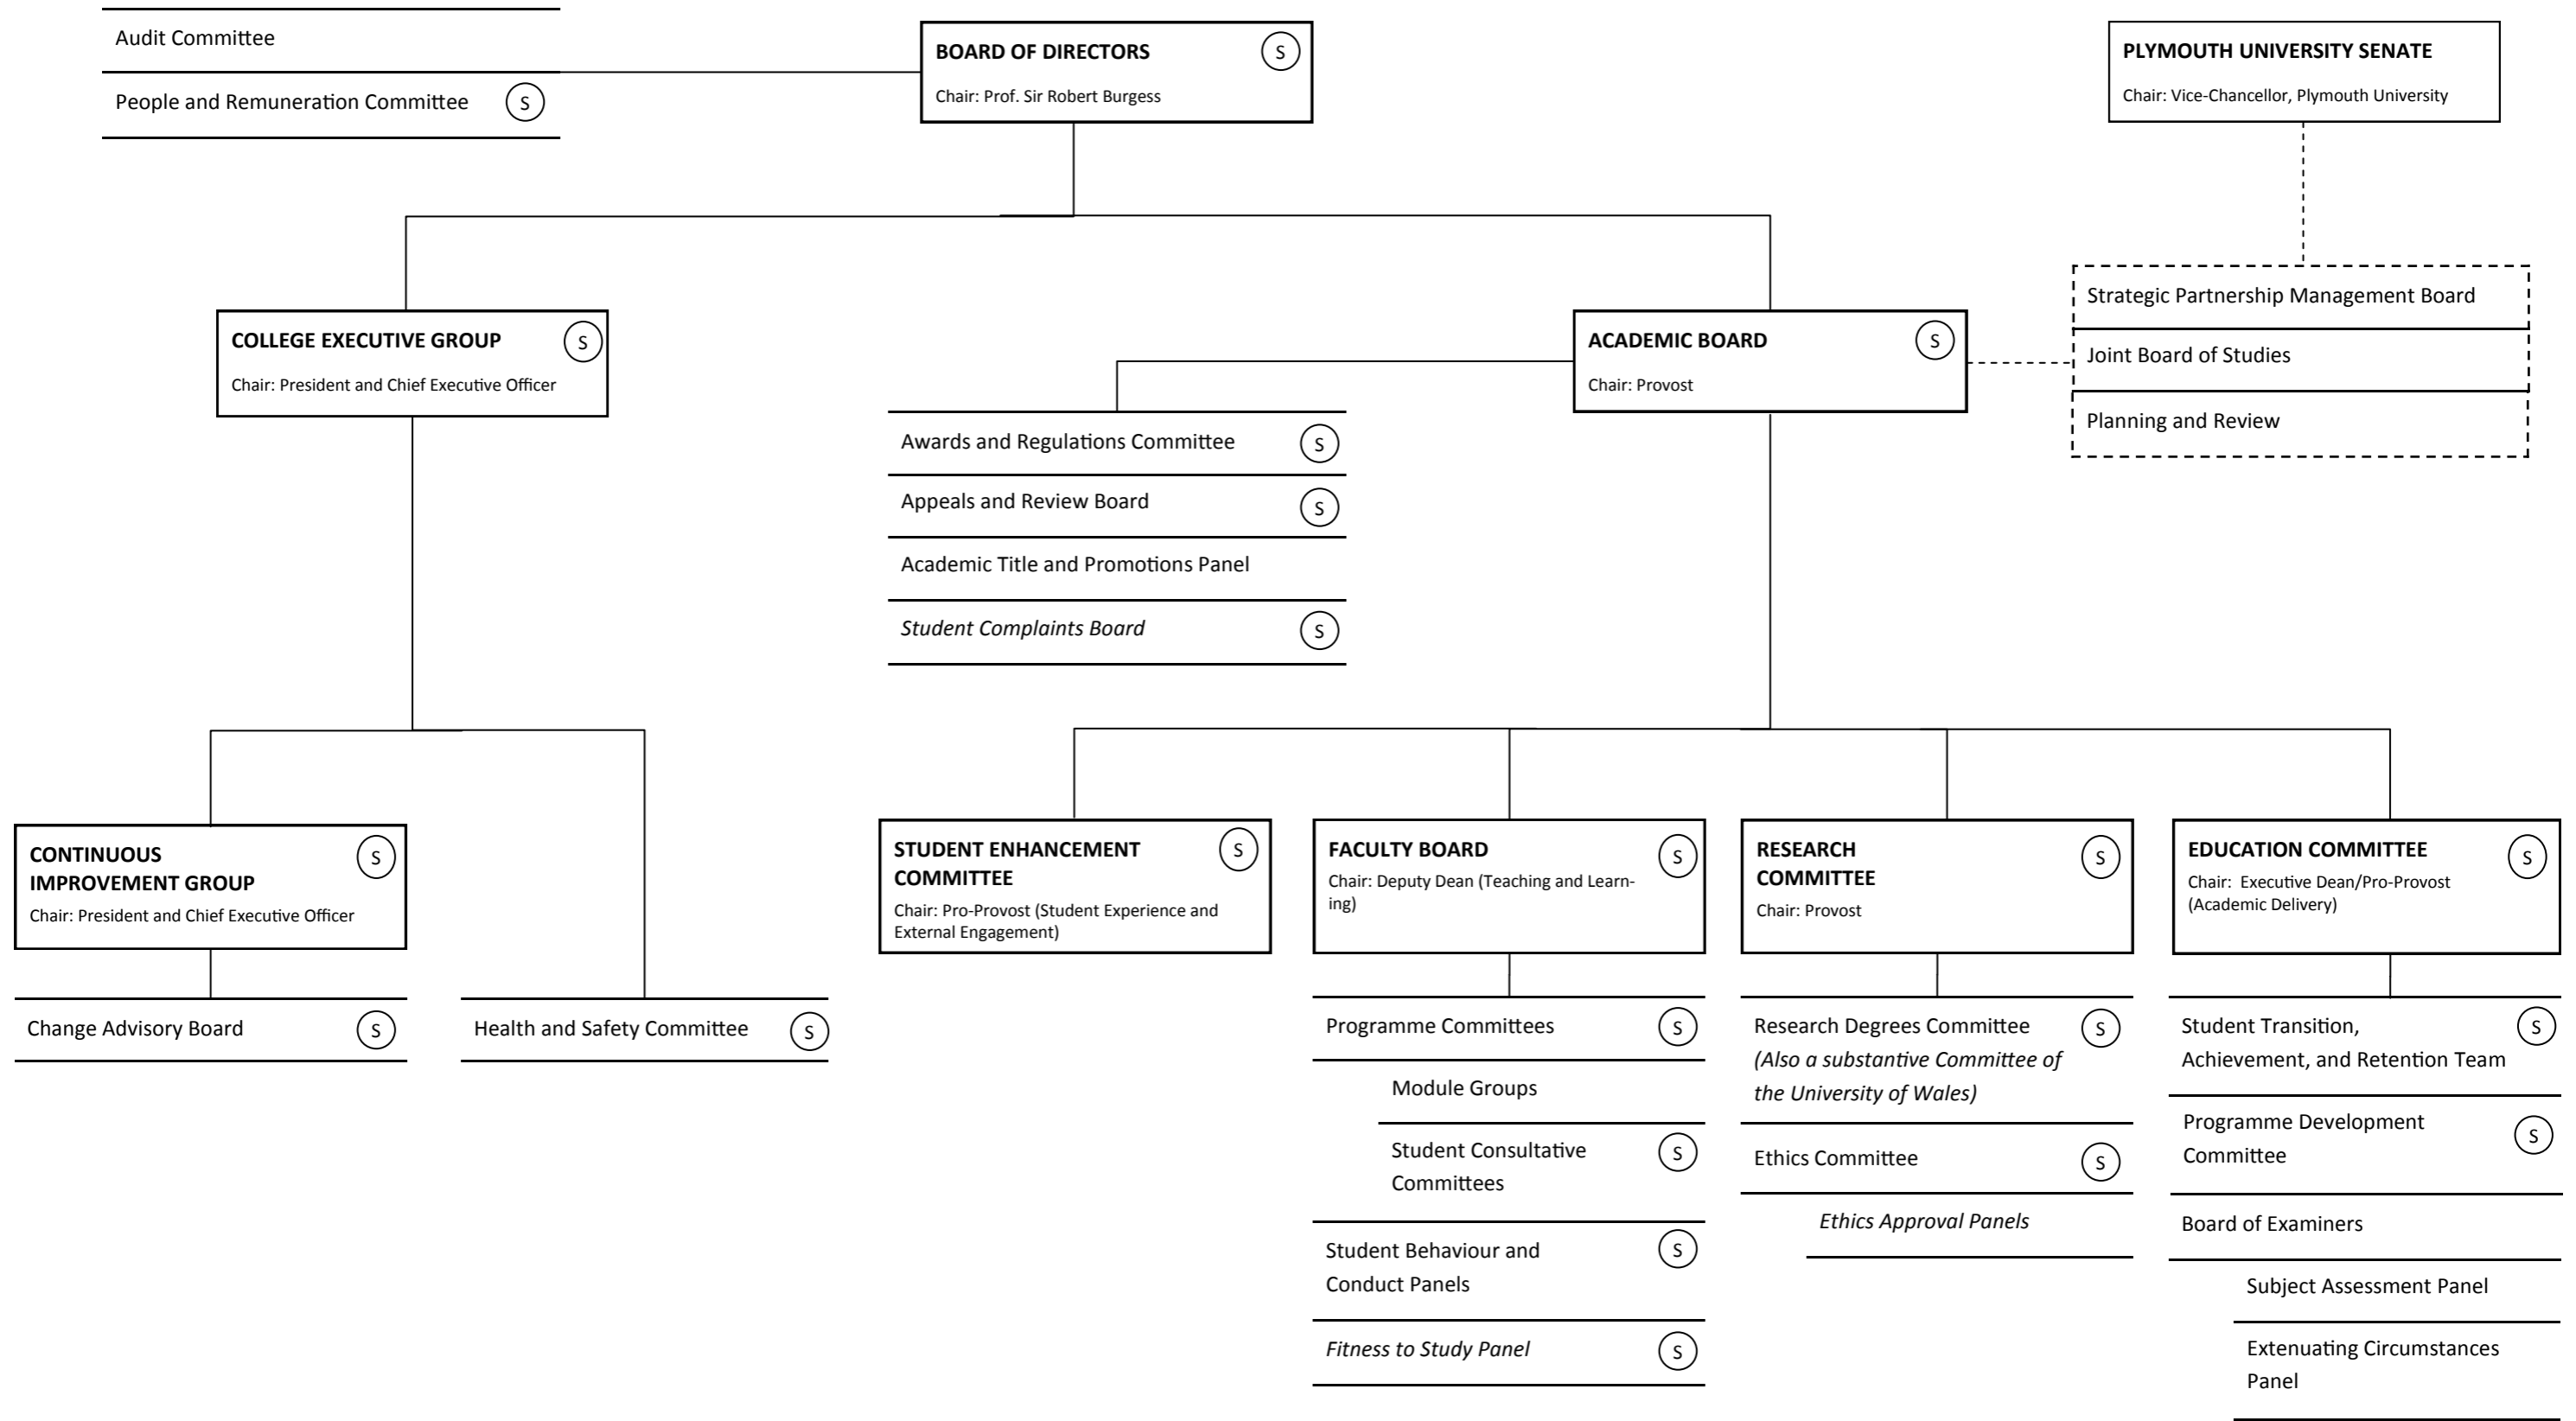 Audit Committee
People and Remuneration Committee S
BOARD OF DIRECTORS S
Chair: Prof. Sir Robert Burgess
PLYMOUTH UNIVERSITY SENATE
Chair: Vice-Chancellor, Plymouth University
COLLEGE EXECUTIVE GROUP S
Chair: President and Chief Executive Officer
ACADEMIC BOARD S
Chair: Provost
Strategic Partnership Management Board
Joint Board of Studies
Planning and Review
Awards and Regulations Committee S
Appeals and Review Board S
Academic Title and Promotions Panel
Student Complaints Board S
CONTINUOUS S
IMPROVEMENT GROUP
Chair: President and Chief Executive Officer
Change Advisory Board S
Health and Safety Committee S
STUDENT ENHANCEMENT S
COMMITTEE
Chair: Pro-Provost (Student Experience and
External Engagement)
FACULTY BOARD S
Chair: Deputy Dean (Teaching and Learn-
ing)
Programme Committees S
Module Groups
Student Consultative S
Committees
Student Behaviour and S
Conduct Panels
Fitness to Study Panel S
RESEARCH S
COMMITTEE
Chair: Provost
Research Degrees Committee S
(Also a substantive Committee of
the University of Wales)
Ethics Committee S
Ethics Approval Panels
EDUCATION COMMITTEE S
Chair: Executive Dean/Pro-Provost
(Academic Delivery)
Student Transition, S
Achievement, and Retention Team
Programme Development S
Committee
Board of Examiners
Subject Assessment Panel
Extenuating Circumstances
Panel